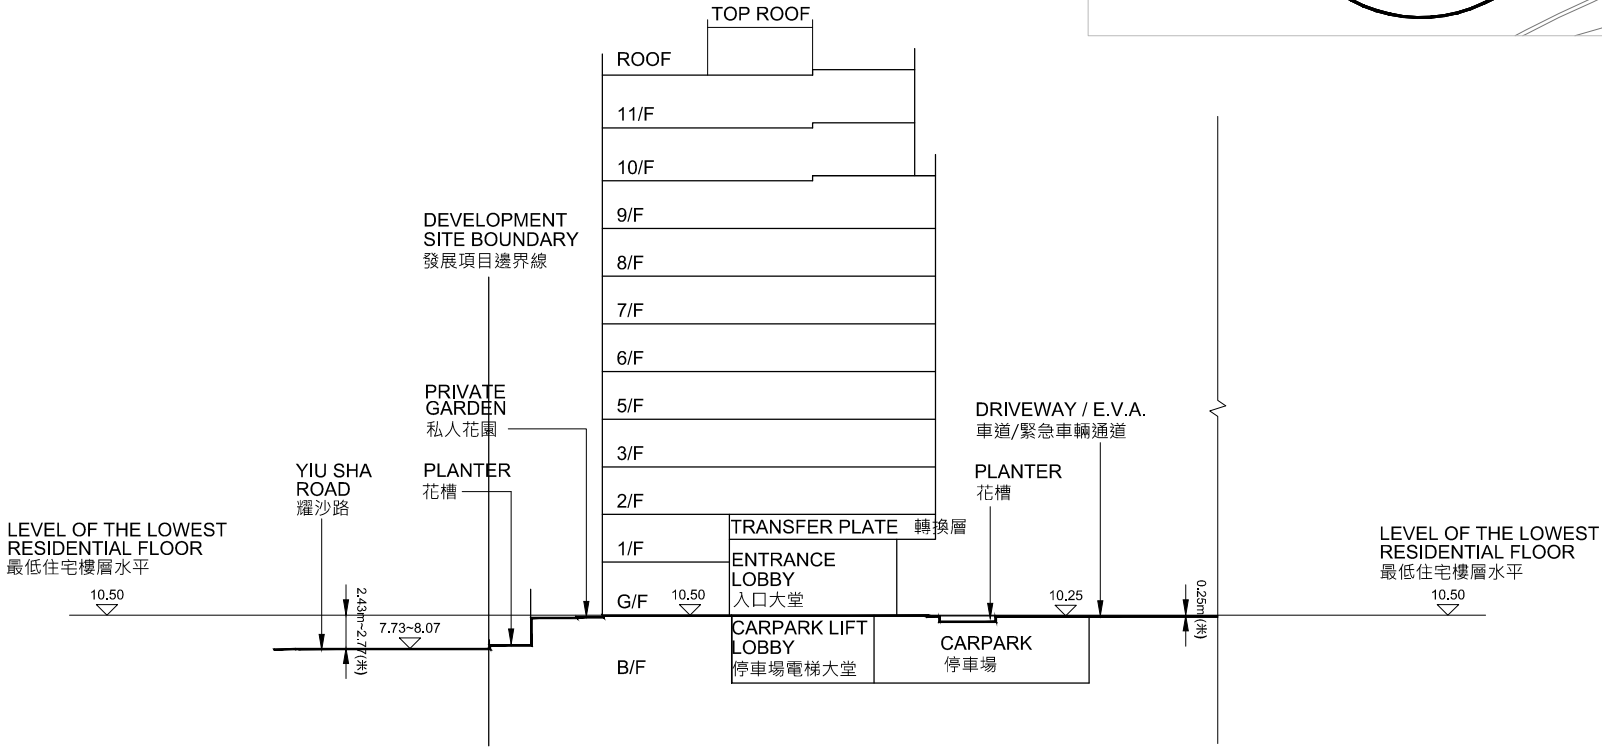 TOP ROOF
ROOF
11/F
10/F
9/F
8/F
7/F
6/F
5/F
3/F
2/F
1/F
G/F
B/F
DEVELOPMENT
SITE BOUNDARY
發展項目邊界線
PRIVATE
GARDEN
私人花園
PLANTER
花槽
YIU SHA
ROAD
耀沙路
LEVEL OF THE LOWEST
RESIDENTIAL FLOOR
最低住宅樓層水平
10.50
2.43m~2.77(米)
7.73~8.07
TRANSFER PLATE 轉換層
ENTRANCE
LOBBY
入口大堂
10.50
CARPARK LIFT
LOBBY
停車場電梯大堂
CARPARK
停車場
DRIVEWAY / E.V.A.
車道/緊急車輛通道
PLANTER
花槽
10.25
0.25m(米)
LEVEL OF THE LOWEST
RESIDENTIAL FLOOR
最低住宅樓層水平
10.50